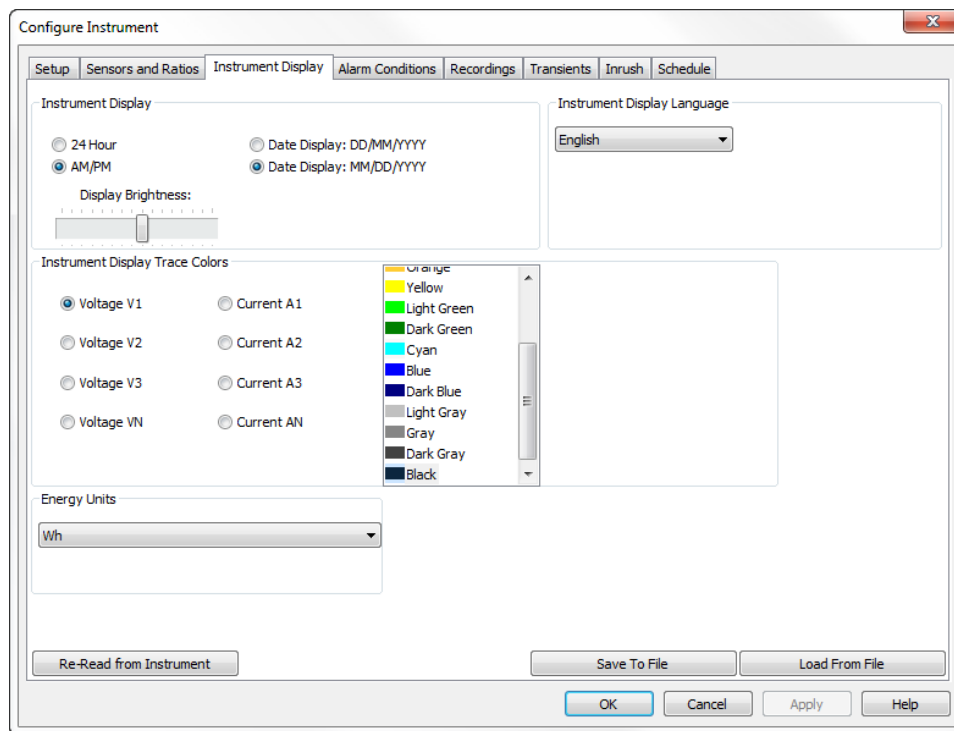 Configure Instrument
Setup Sensors and Ratios Instrument Display Alarm Conditions Recordings Transients Inrush Schedule
Instrument Display
24 Hour
AM/PM
Date Display: DD/MM/YYYY
Date Display: MM/DD/YYYY
Display Brightness:
Instrument Display Language
English
Instrument Display Trace Colors
Voltage V1
Voltage V2
Voltage V3
Voltage VN
Current A1
Current A2
Current A3
Current AN
Orange
Yellow
Light Green
Dark Green
Cyan
Blue
Dark Blue
Light Gray
Gray
Dark Gray
Black
Energy Units
Wh
Re-Read from Instrument
Save To File
Load From File
OK
Cancel
Apply
Help